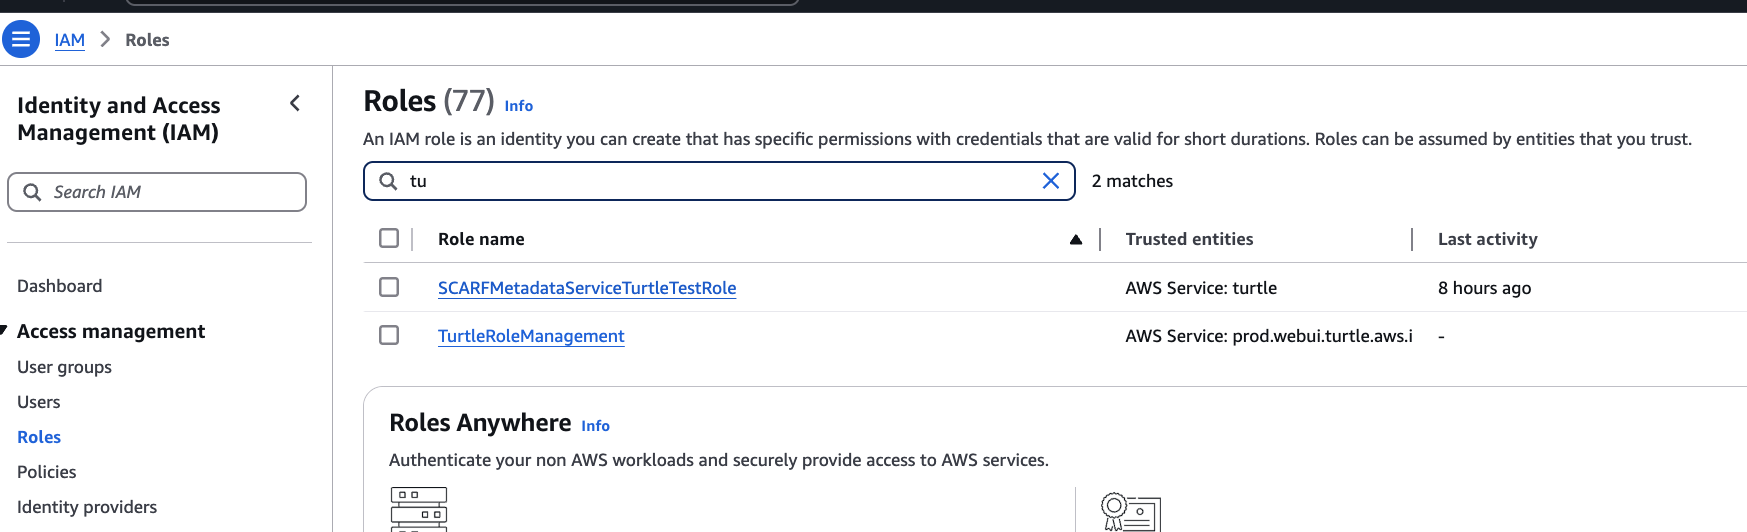 IAM > Roles
Identity and Access
Management (IAM)
Search IAM
Dashboard
Access management
User groups
Users
Roles
Policies
Identity providers
Roles (77) Info
An IAM role is an identity you can create that has specific permissions with credentials that are valid for short durations. Roles can be assumed by entities that you trust.
tu 2 matches
Role name Trusted entities Last activity
SCARFMetadataServiceTurtleTestRole AWS Service: turtle 8 hours ago
TurtleRoleManagement AWS Service: prod.webui.turtle.aws.i -
Roles Anywhere Info
Authenticate your non AWS workloads and securely provide access to AWS services.